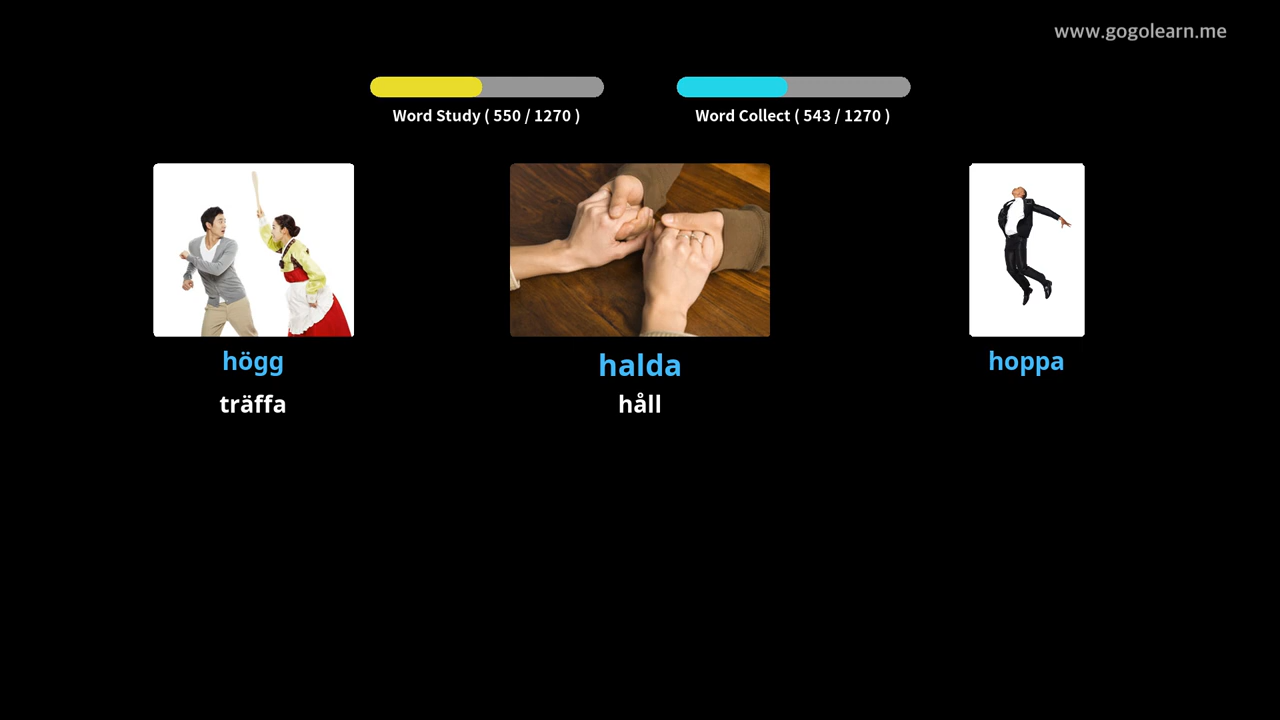 www.gogolearn.me
Word Study ( 550 / 1270 )
Word Collect ( 543 / 1270 )
högg
halda
hoppa
träffa
håll